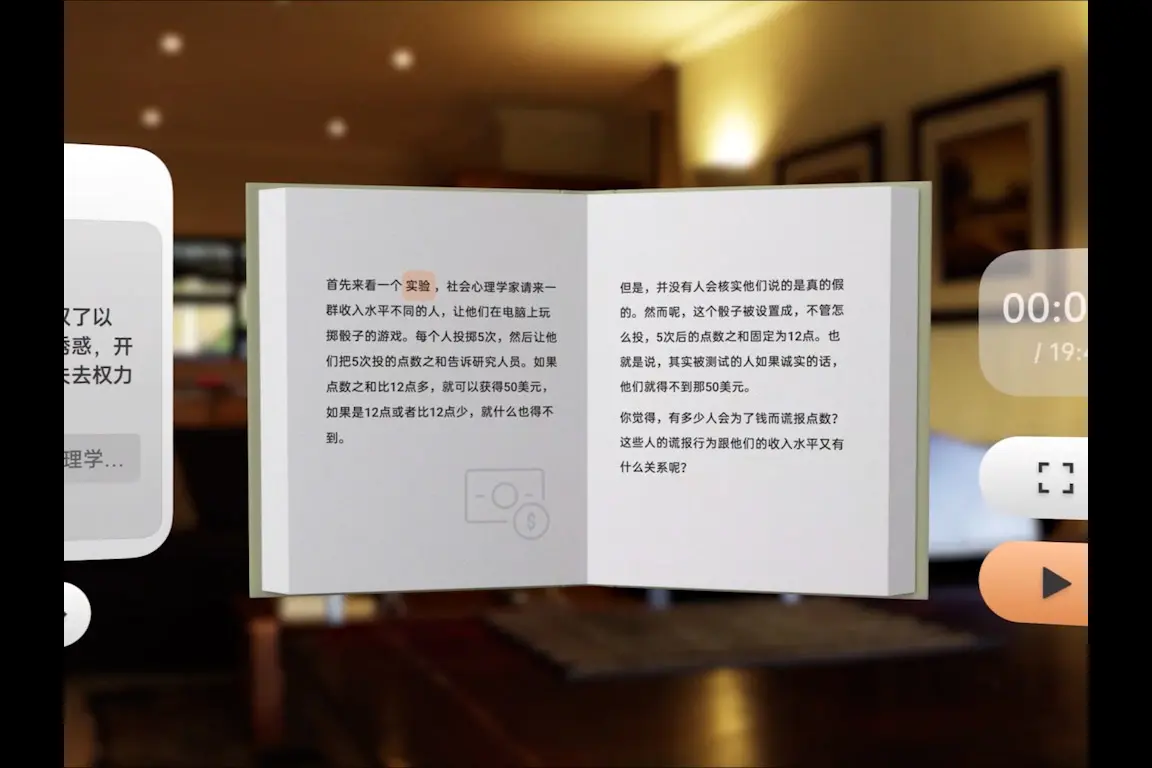 权了以
诱惑，开
失去权力
理学...
首先来看一个 实验 ，社会心理学家请来一
群收入水平不同的人，让他们在电脑上玩
掷骰子的游戏。每个人投掷5次，然后让他
们把5次投的点数之和告诉研究人员。如果
点数之和比12点多，就可以获得50美元，
如果是12点或者比12点少，就什么也得不
到。
但是，并没有人会核实他们说的是真的假
的。然而呢，这个骰子被设置成，不管怎
么投，5次后的点数之和固定为12点。也
就是说，其实被测试的人如果诚实的话，
他们就得不到那50美元。
你觉得，有多少人会为了钱而谎报点数？
这些人的谎报行为跟他们的收入水平又有
什么关系呢？
00:0
/ 19: